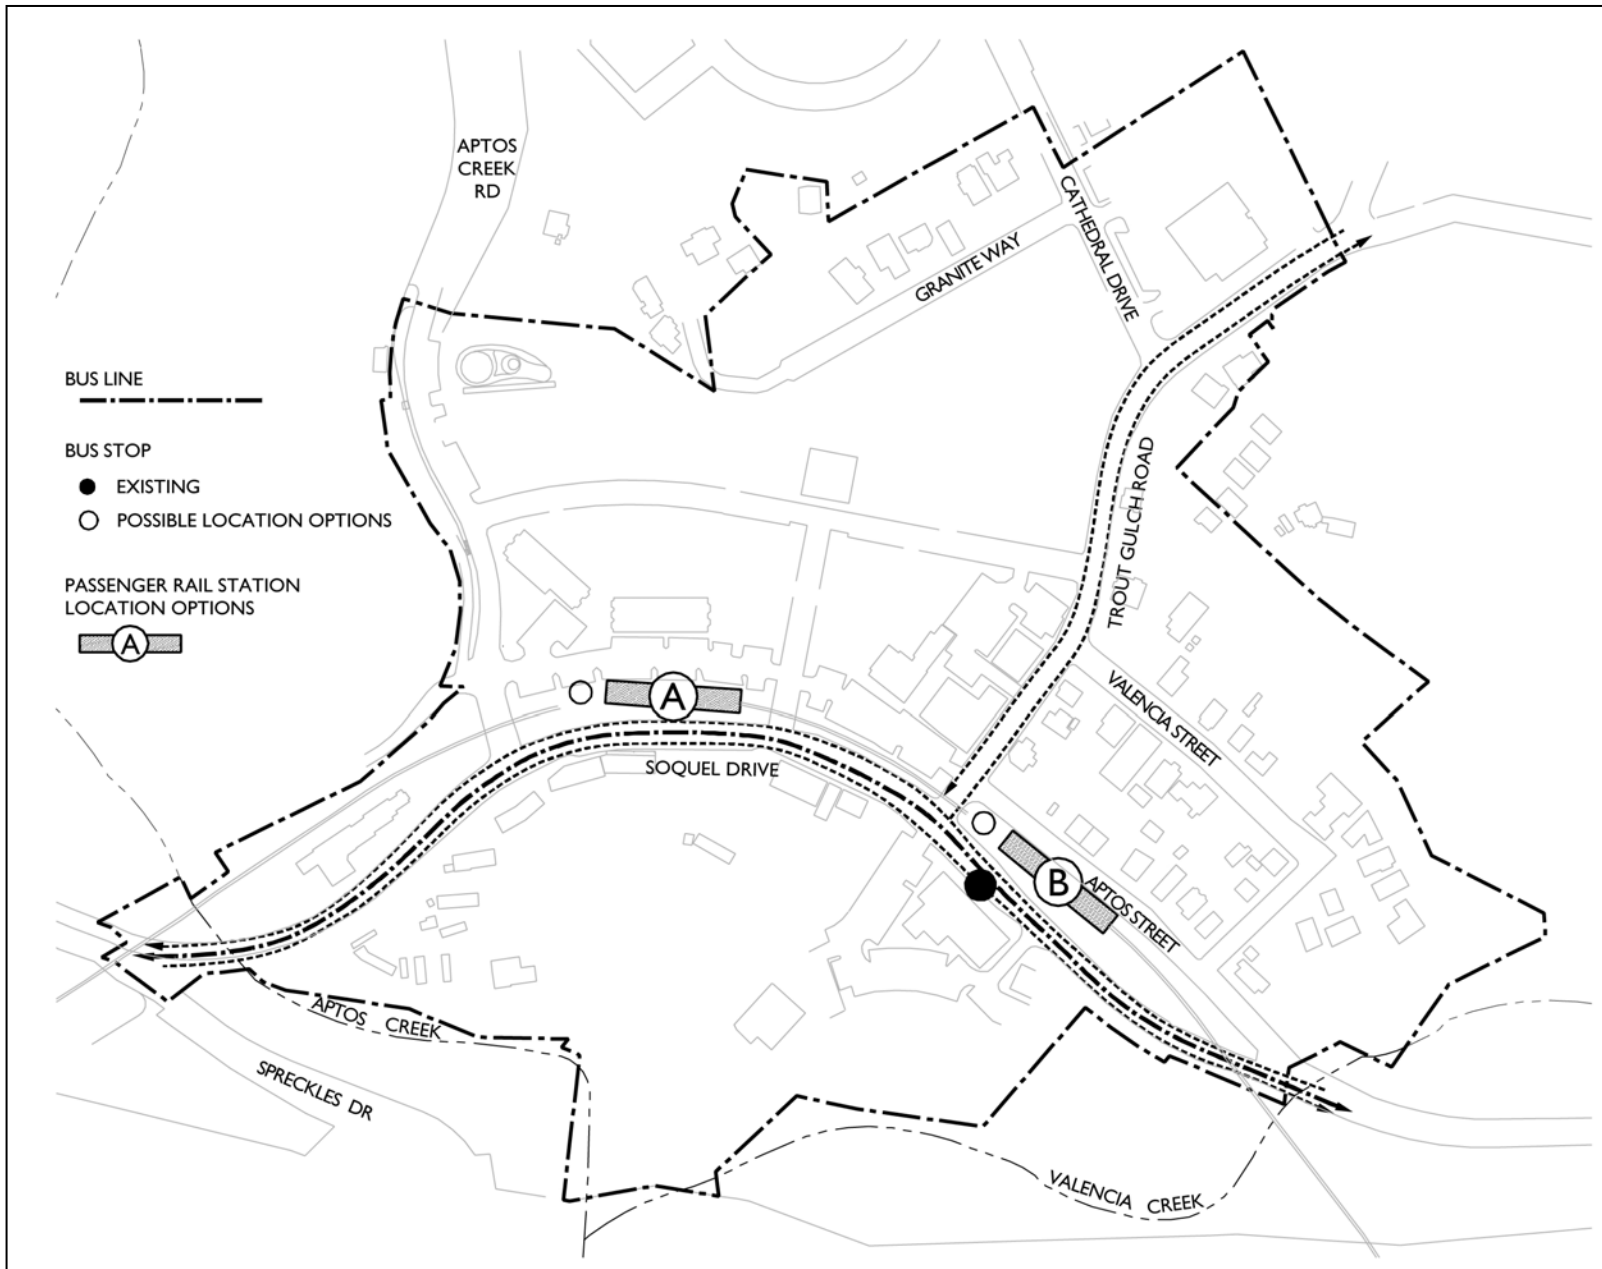 APTOS
CREEK
RD
CATHEDRAL DRIVE
GRANITE WAY
BUS LINE
BUS STOP
EXISTING
POSSIBLE LOCATION OPTIONS
PASSENGER RAIL STATION
LOCATION OPTIONS
A
TROUT GULCH ROAD
VALENCIA STREET
A
SOQUEL DRIVE
B
APTOS STREET
APTOS CREEK
SPRECKLES DR
VALENCIA CREEK